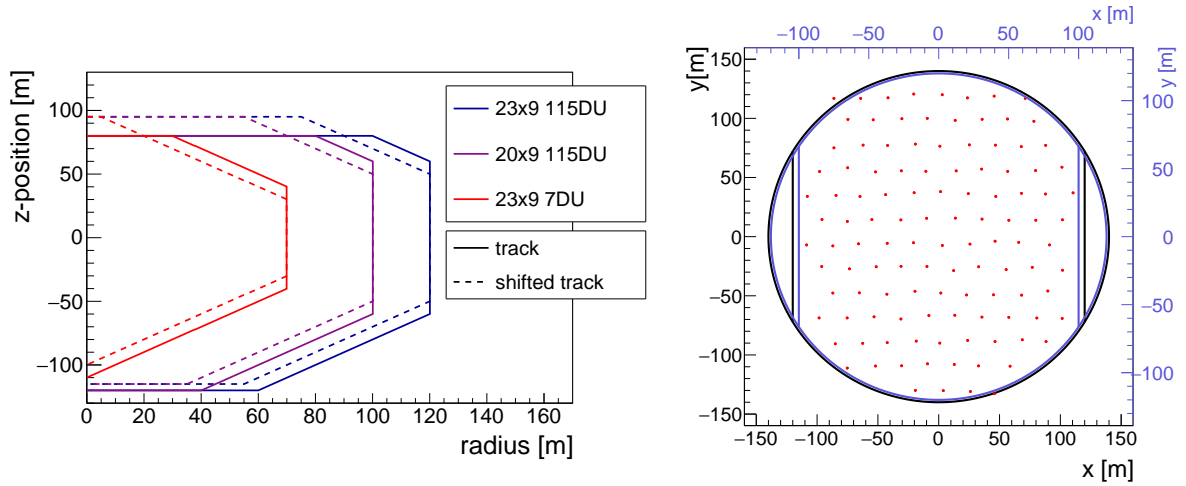 z-position [m]
100
50
0
−50
−100
0 20 40 60 80 100 120 140 160
radius [m]
23x9 115DU
20x9 115DU
23x9 7DU
track
shifted track
x [m]
−100 −50 0 50 100
y[m]
150
100
50
0
−50
−100
−150
−150 −100 −50 0 50 100 150
x [m]
y [m]
100
50
0
−50
−100